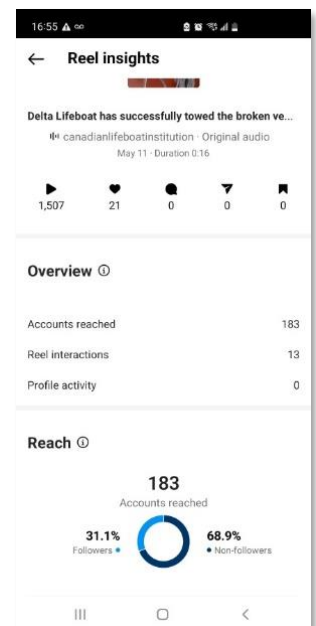 16:55
Reel insights
Delta Lifeboat has successfully towed the broken ve...
canadianlifeboatinstitution · Original audio
May 11 · Duration 0:16
1,507 21 0 0 0
Overview
Accounts reached 183
Reel interactions 13
Profile activity 0
Reach
183
Accounts reached
31.1% 68.9%
Followers • • Non-followers